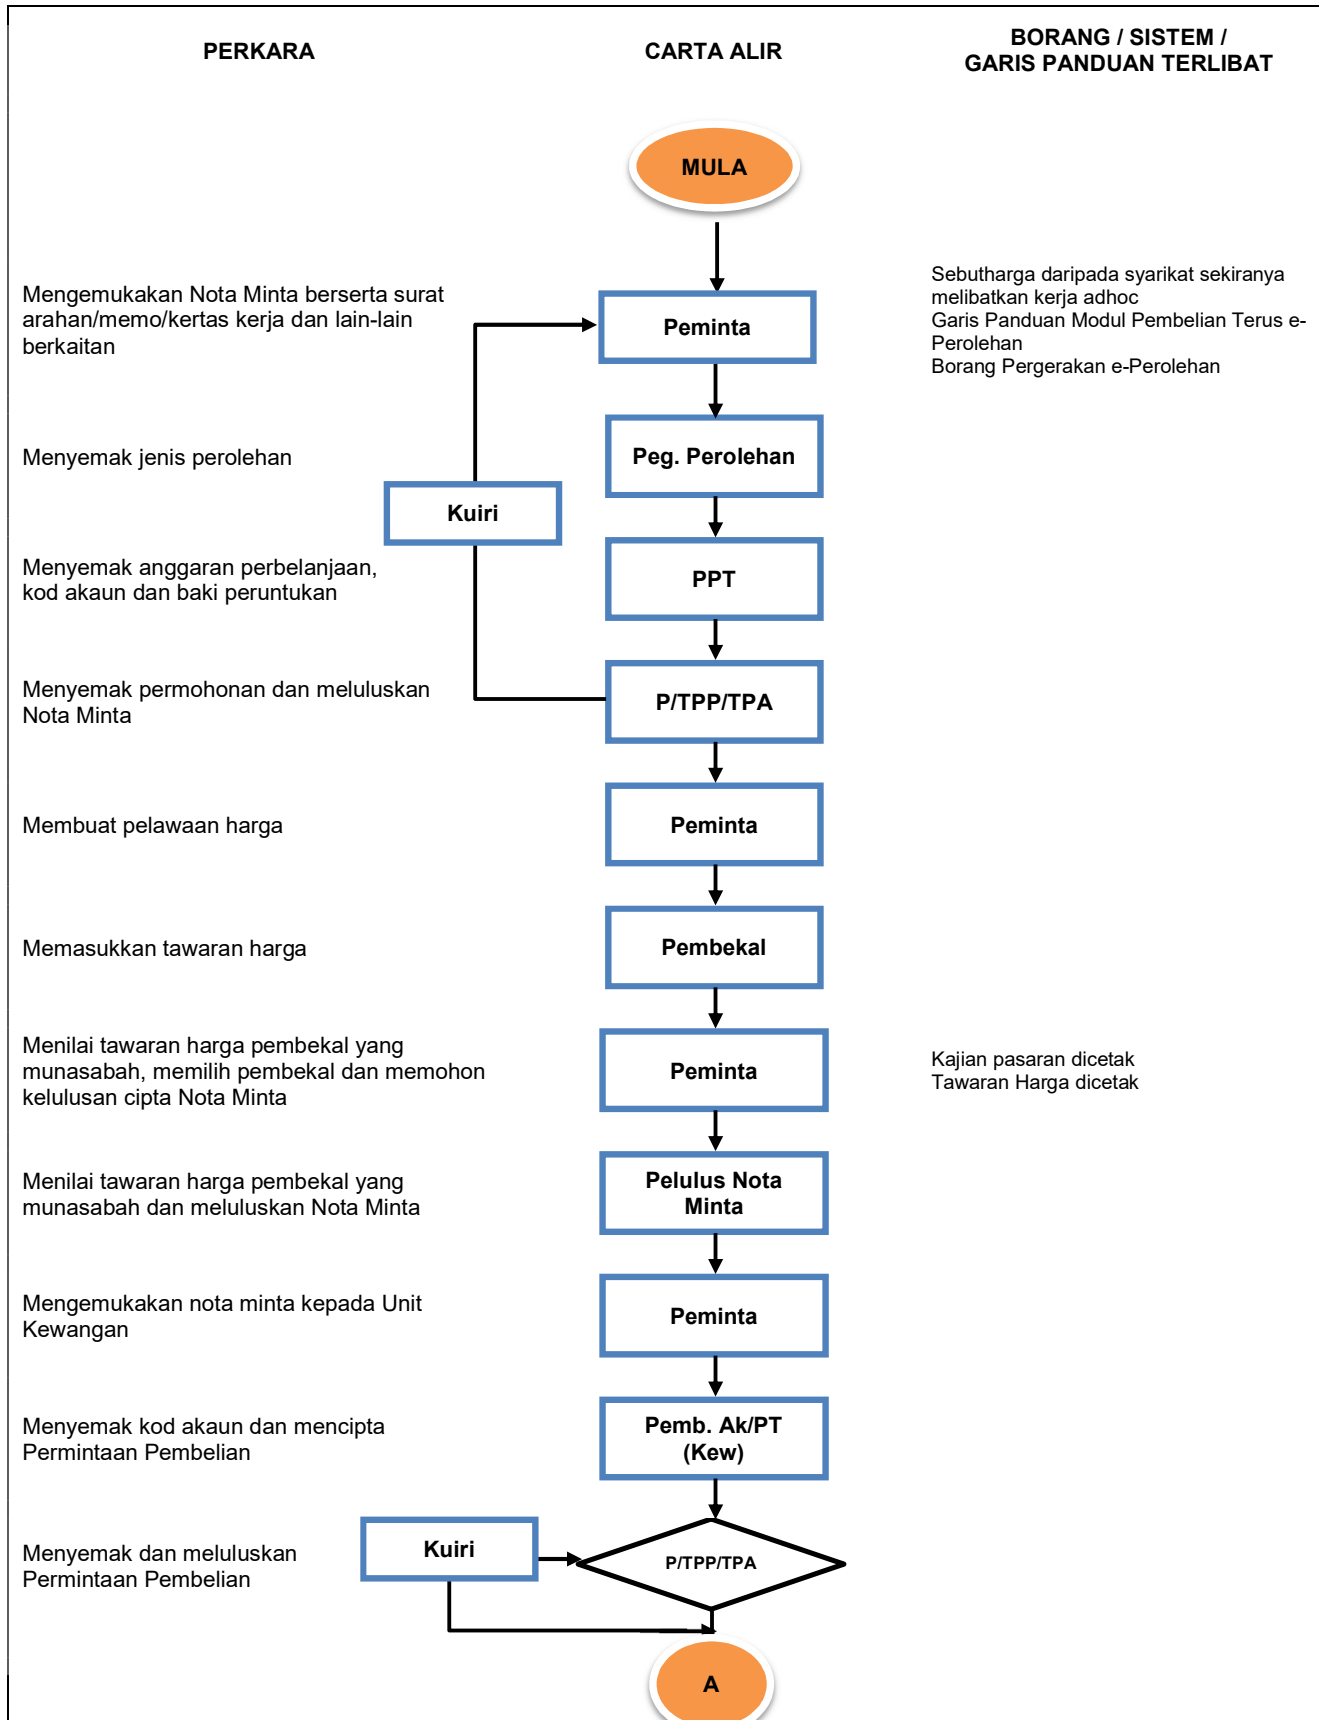 PERKARA
CARTA ALIR
BORANG / SISTEM /
GARIS PANDUAN TERLIBAT
MULA
Mengemukakan Nota Minta berserta surat
arahan/memo/kertas kerja dan lain-lain
berkaitan
Peminta
Sebutharga daripada syarikat sekiranya
melibatkan kerja adhoc
Garis Panduan Modul Pembelian Terus e-
Perolehan
Borang Pergerakan e-Perolehan
Menyemak jenis perolehan
Peg. Perolehan
Kuiri
Menyemak anggaran perbelanjaan,
kod akaun dan baki peruntukan
PPT
Menyemak permohonan dan meluluskan
Nota Minta
P/TPP/TPA
Membuat pelawaan harga
Peminta
Memasukkan tawaran harga
Pembekal
Menilai tawaran harga pembekal yang
munasabah, memilih pembekal dan memohon
kelulusan cipta Nota Minta
Peminta
Kajian pasaran dicetak
Tawaran Harga dicetak
Menilai tawaran harga pembekal yang
munasabah dan meluluskan Nota Minta
Pelulus Nota
Minta
Mengemukakan nota minta kepada Unit
Kewangan
Peminta
Menyemak kod akaun dan mencipta
Permintaan Pembelian
Pemb. Ak/PT
(Kew)
Menyemak dan meluluskan
Permintaan Pembelian
Kuiri
P/TPP/TPA
A